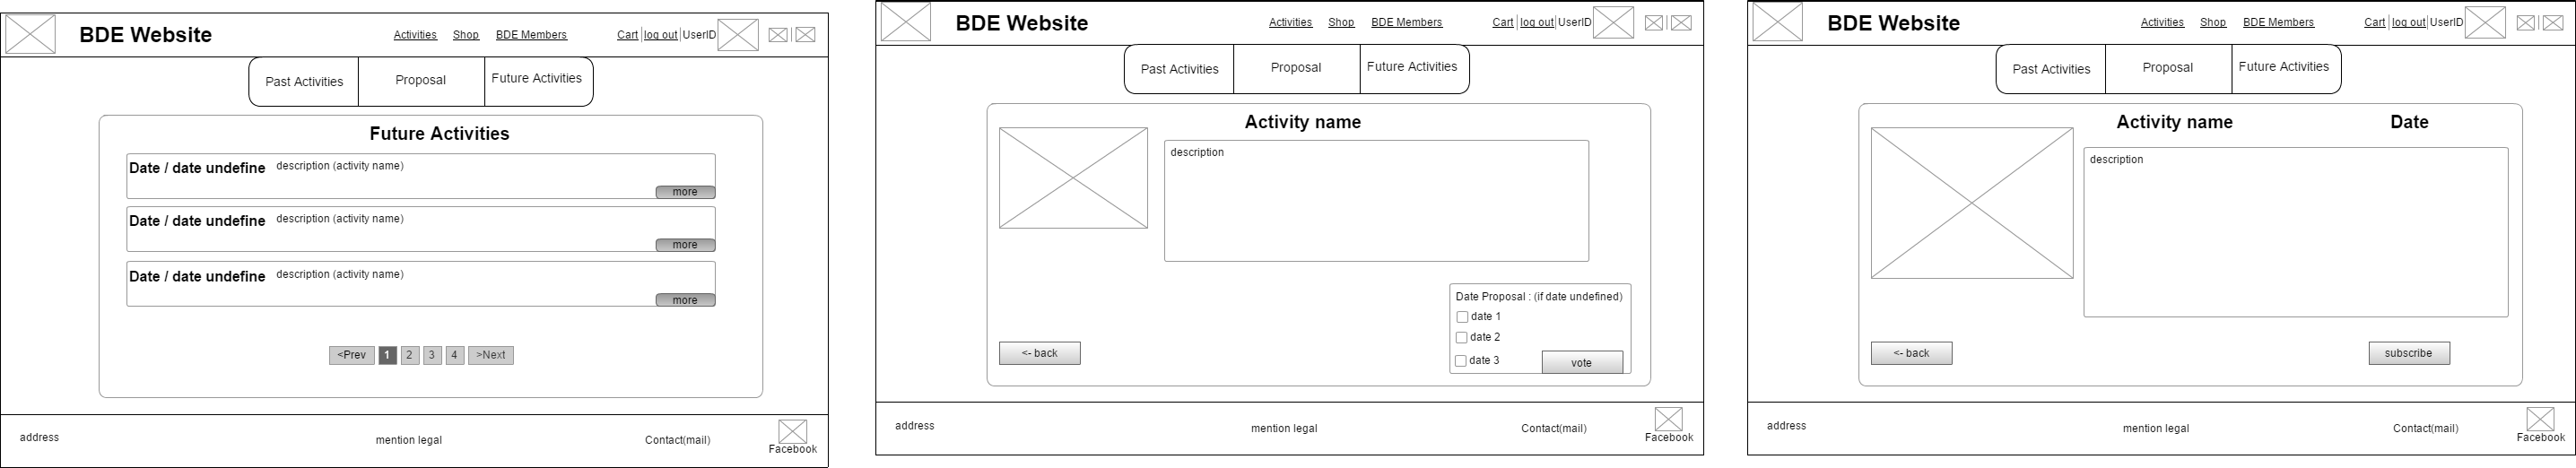 BDE Website
Activities Shop BDE Members
Cart log out UserID
Past Activities Proposal Future Activities
Future Activities
Date / date undefine description (activity name)
more
Date / date undefine description (activity name)
more
Date / date undefine description (activity name)
more
<Prev 1 2 3 4 >Next
address mention legal Contact(mail) Facebook
BDE Website
Activities Shop BDE Members
Cart log out UserID
Past Activities Proposal Future Activities
Activity name
description
Date Proposal : (if date undefined)
date 1
date 2
date 3
vote
<- back
address mention legal Contact(mail) Facebook
BDE Website
Activities Shop BDE Members
Cart log out UserID
Past Activities Proposal Future Activities
Activity name Date
description
<- back subscribe
address mention legal Contact(mail) Facebook